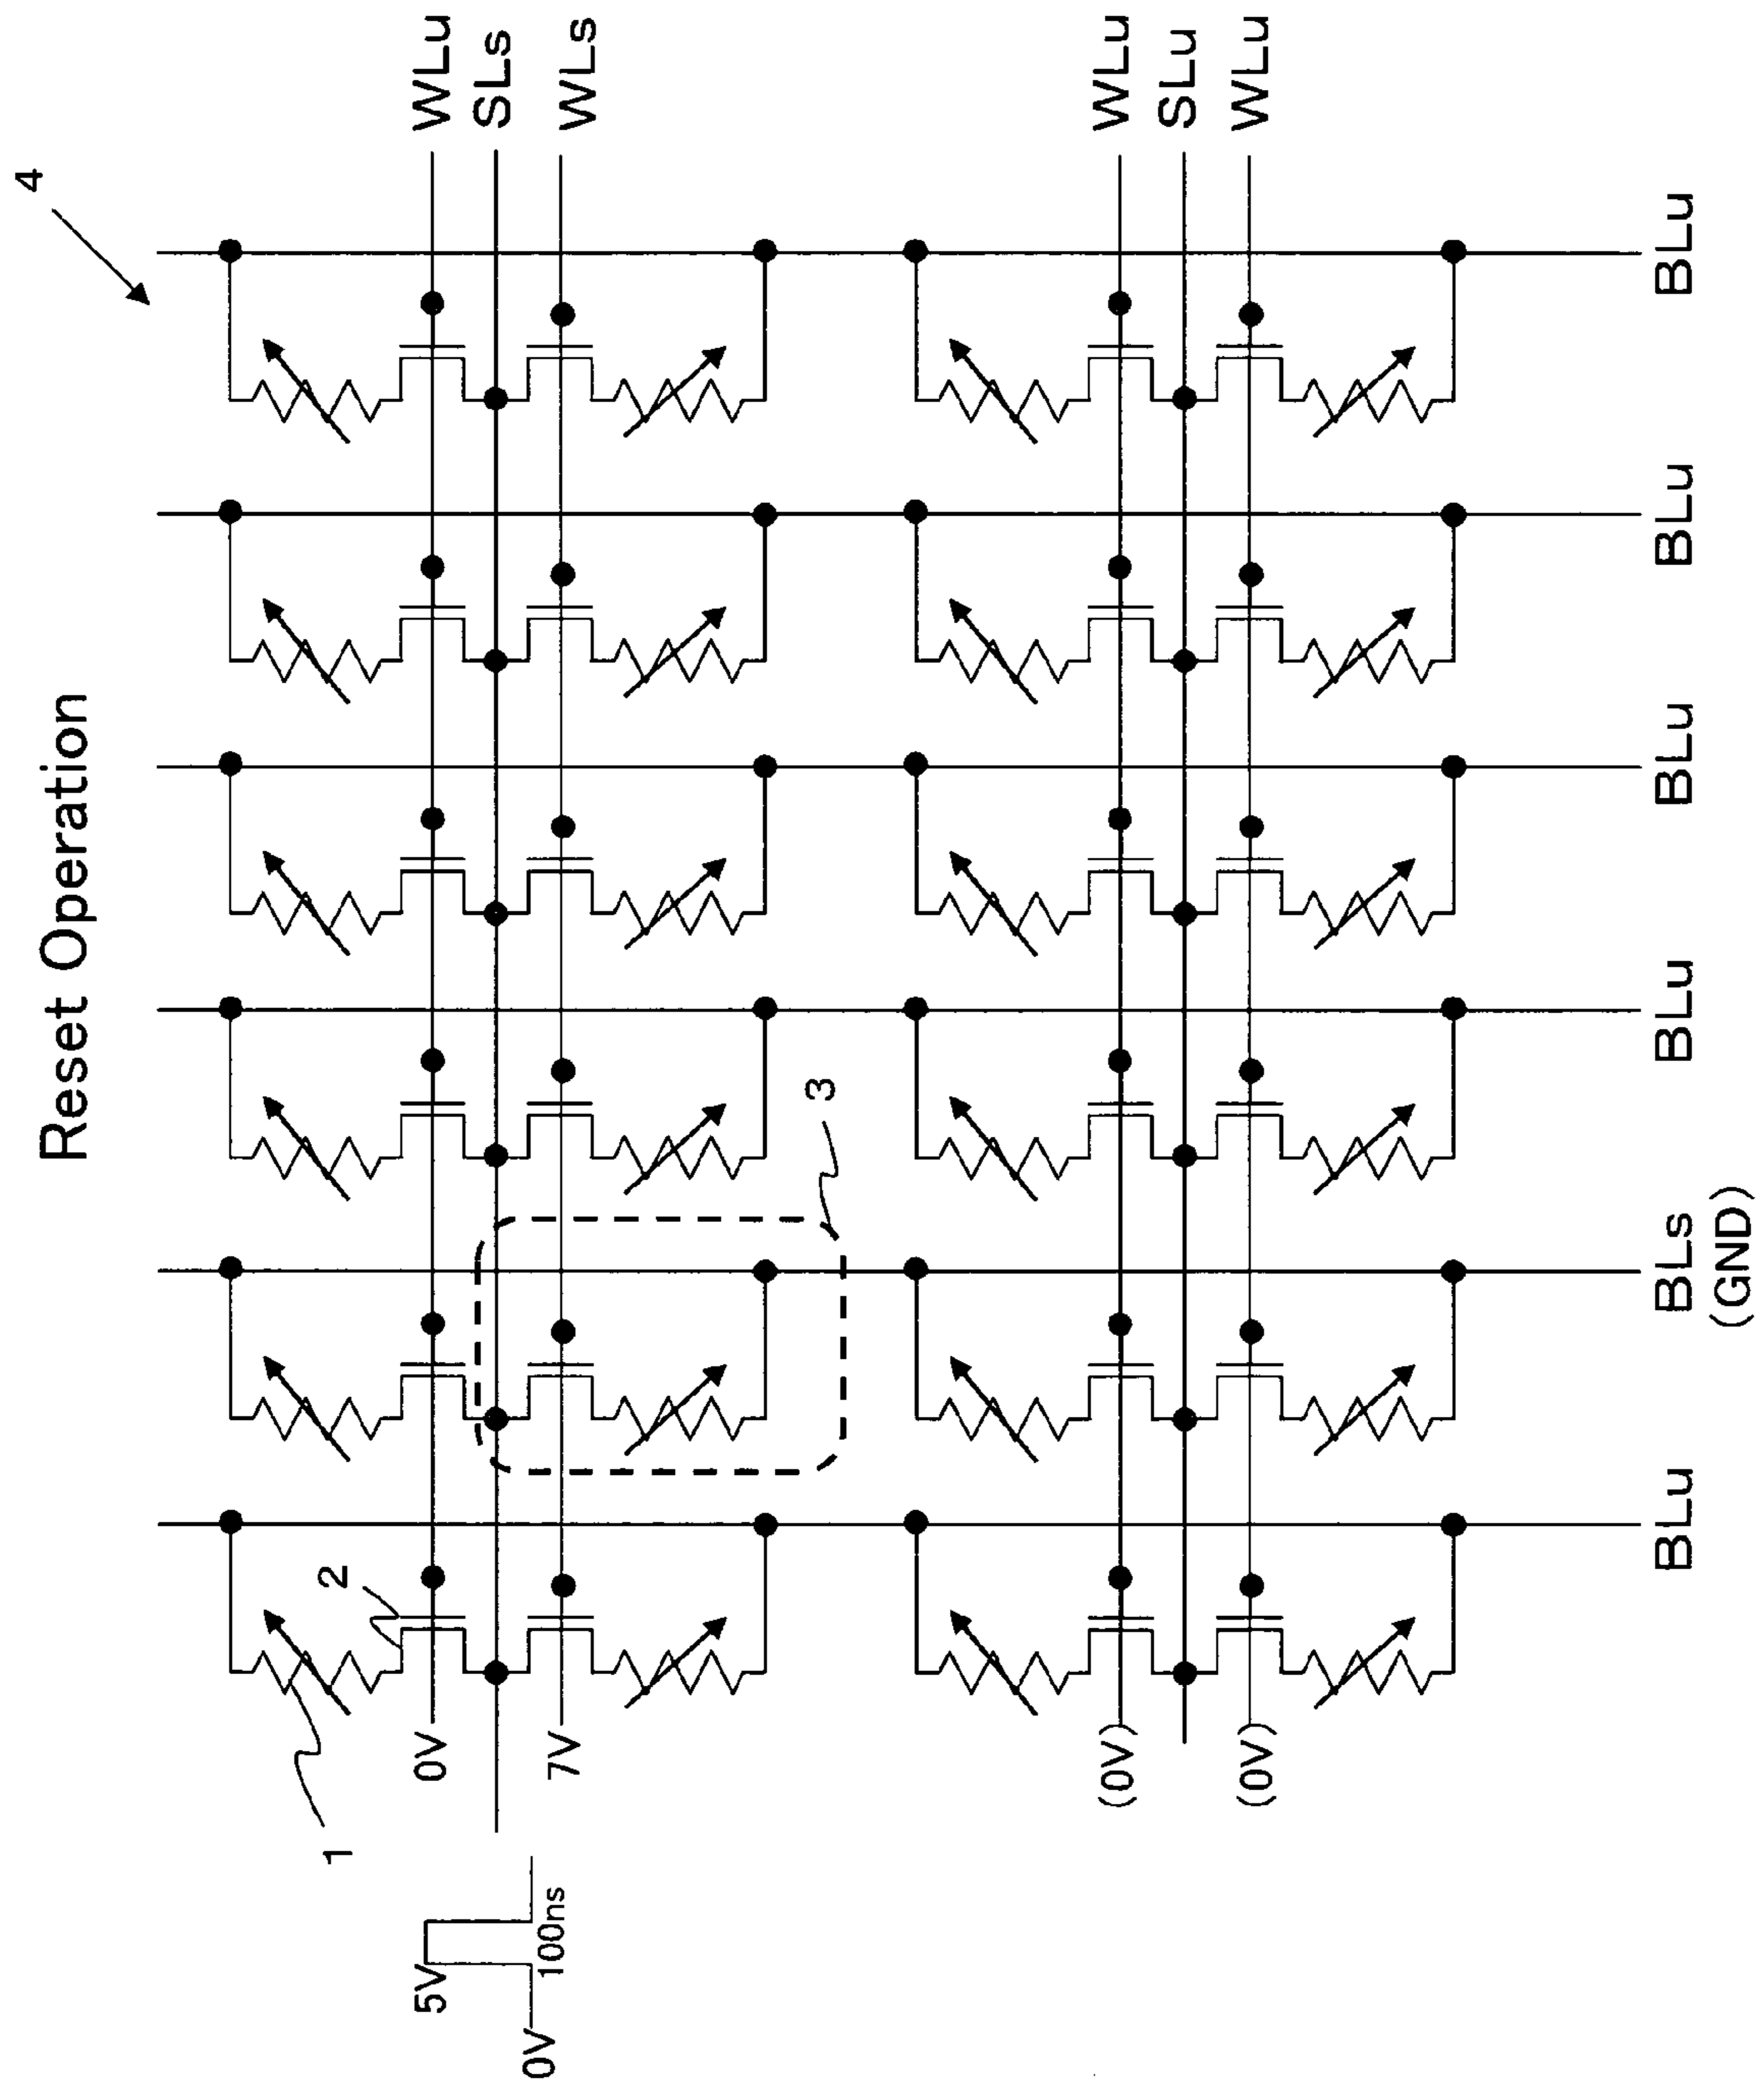 Reset Operation
4
WLu
SLs
WLs
WLu
SLu
WLu
2
1
3
0V
7V
5V
0V
100ns
(0V)
(0V)
BLu
BLs
(GND)
BLu
BLu
BLu
BLu